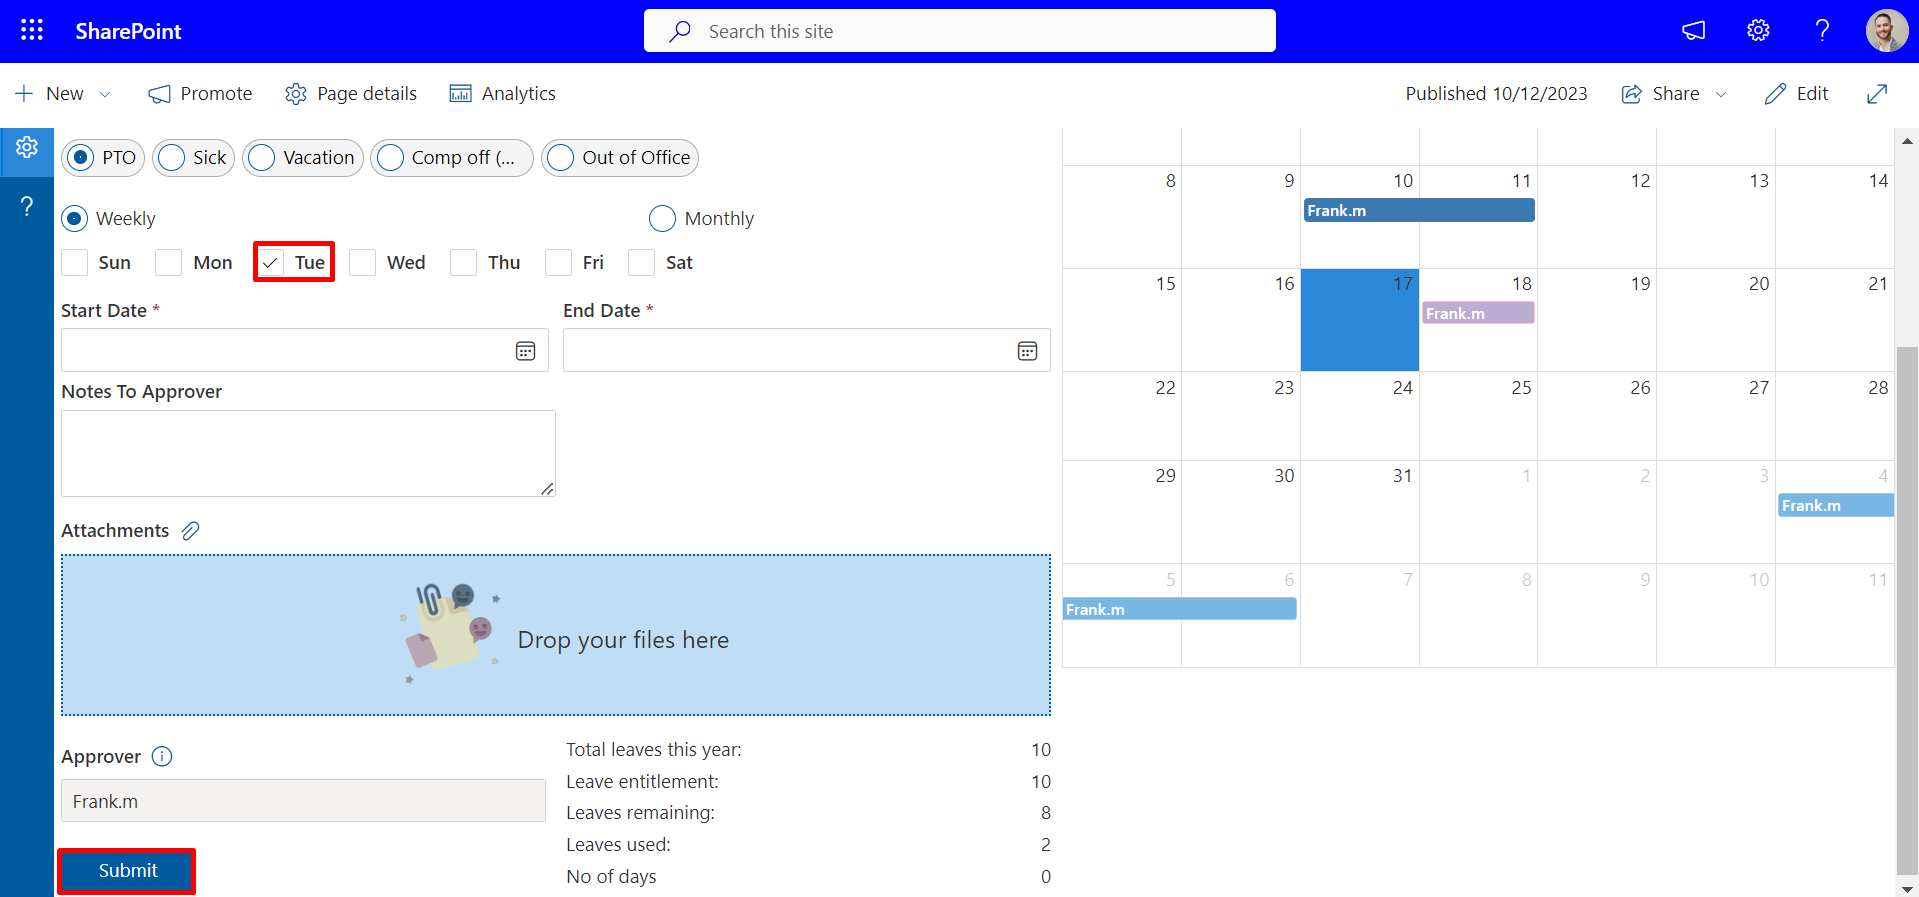 SharePoint
Search this site
?
New
Promote
Page details
Analytics
Published 10/12/2023
Share
Edit
?
PTO
Sick
Vacation
Comp off (...
Out of Office
Weekly
Monthly
Sun
Mon
Tue
Wed
Thu
Fri
Sat
Start Date *
End Date *
Notes To Approver
Attachments
Drop your files here
Approver
Frank.m
Submit
Total leaves this year: 10
Leave entitlement: 10
Leaves remaining: 8
Leaves used: 2
No of days 0
8 9 10 11 12 13 14
Frank.m
15 16 17 18 19 20 21
Frank.m
22 23 24 25 26 27 28
29 30 31 1 2 3 4
Frank.m
5 6 7 8 9 10 11
Frank.m